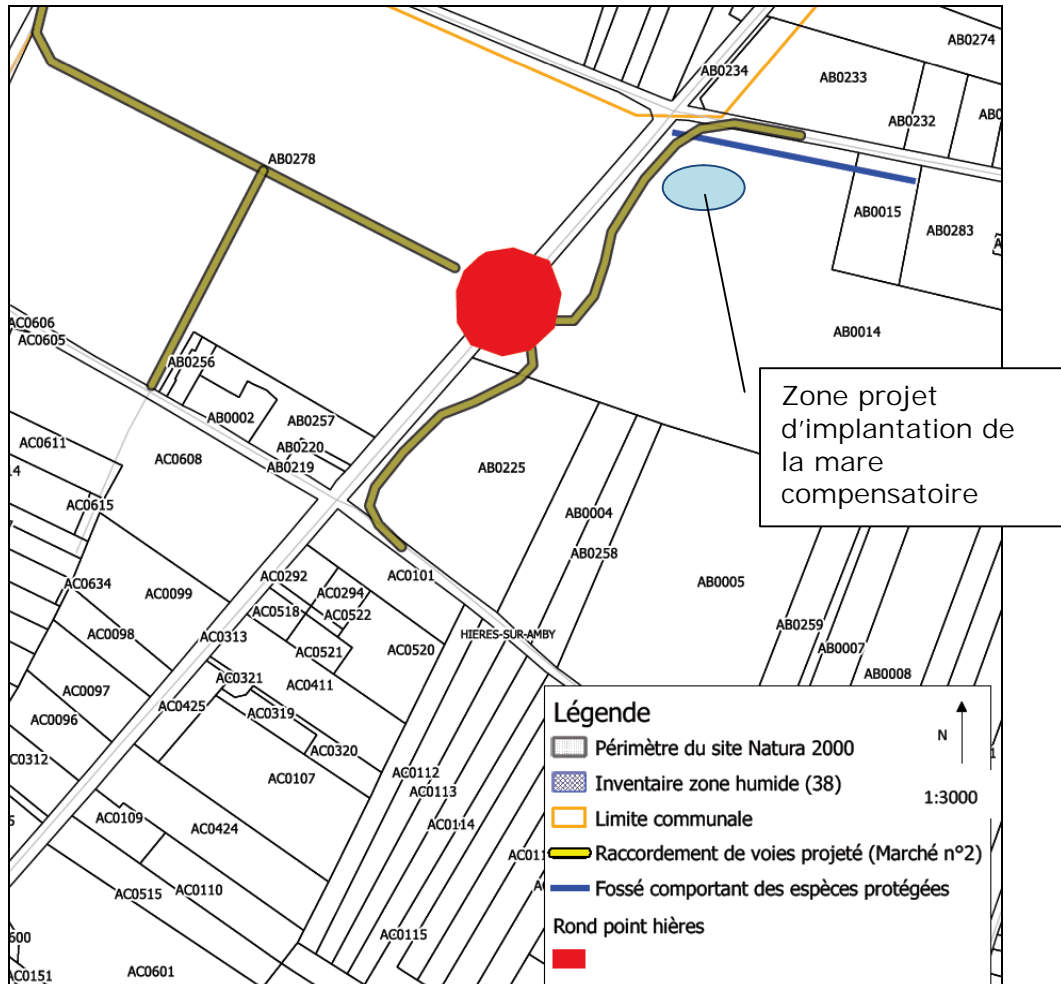 AB0274
AB0234
AB0233
AB0232
AB0278
AB0015
AB0283
AB0014
AC0606
AC0605
AB0256
AB0002
AB0257
AB0220
AB0219
AC0611
AC0608
AB0225
Zone projet
d'implantation de
la mare
compensatoire
AC0615
AB0004
AB0258
AB0005
AC0634
AC0099
AC0292
AC0294
AC0101
AC0518
AC0522
AC0098
AC0313
AC0521
AC0520
HIERES-SUR-AMBY
AB0259
AB0007
AB0008
AC0097
AC0321
AC0411
AC0096
AC0425
AC0319
AC0320
AC0312
AC0107
AC0112
AC0113
AC0114
AC0109
AC0424
AC0515
AC0110
AC0115
AC0601
AC0151
Légende
Périmètre du site Natura 2000
Inventaire zone humide (38)
Limite communale
Raccordement de voies projeté (Marché n°2)
Fossé comportant des espèces protégées
Rond point hières
N
1:3000